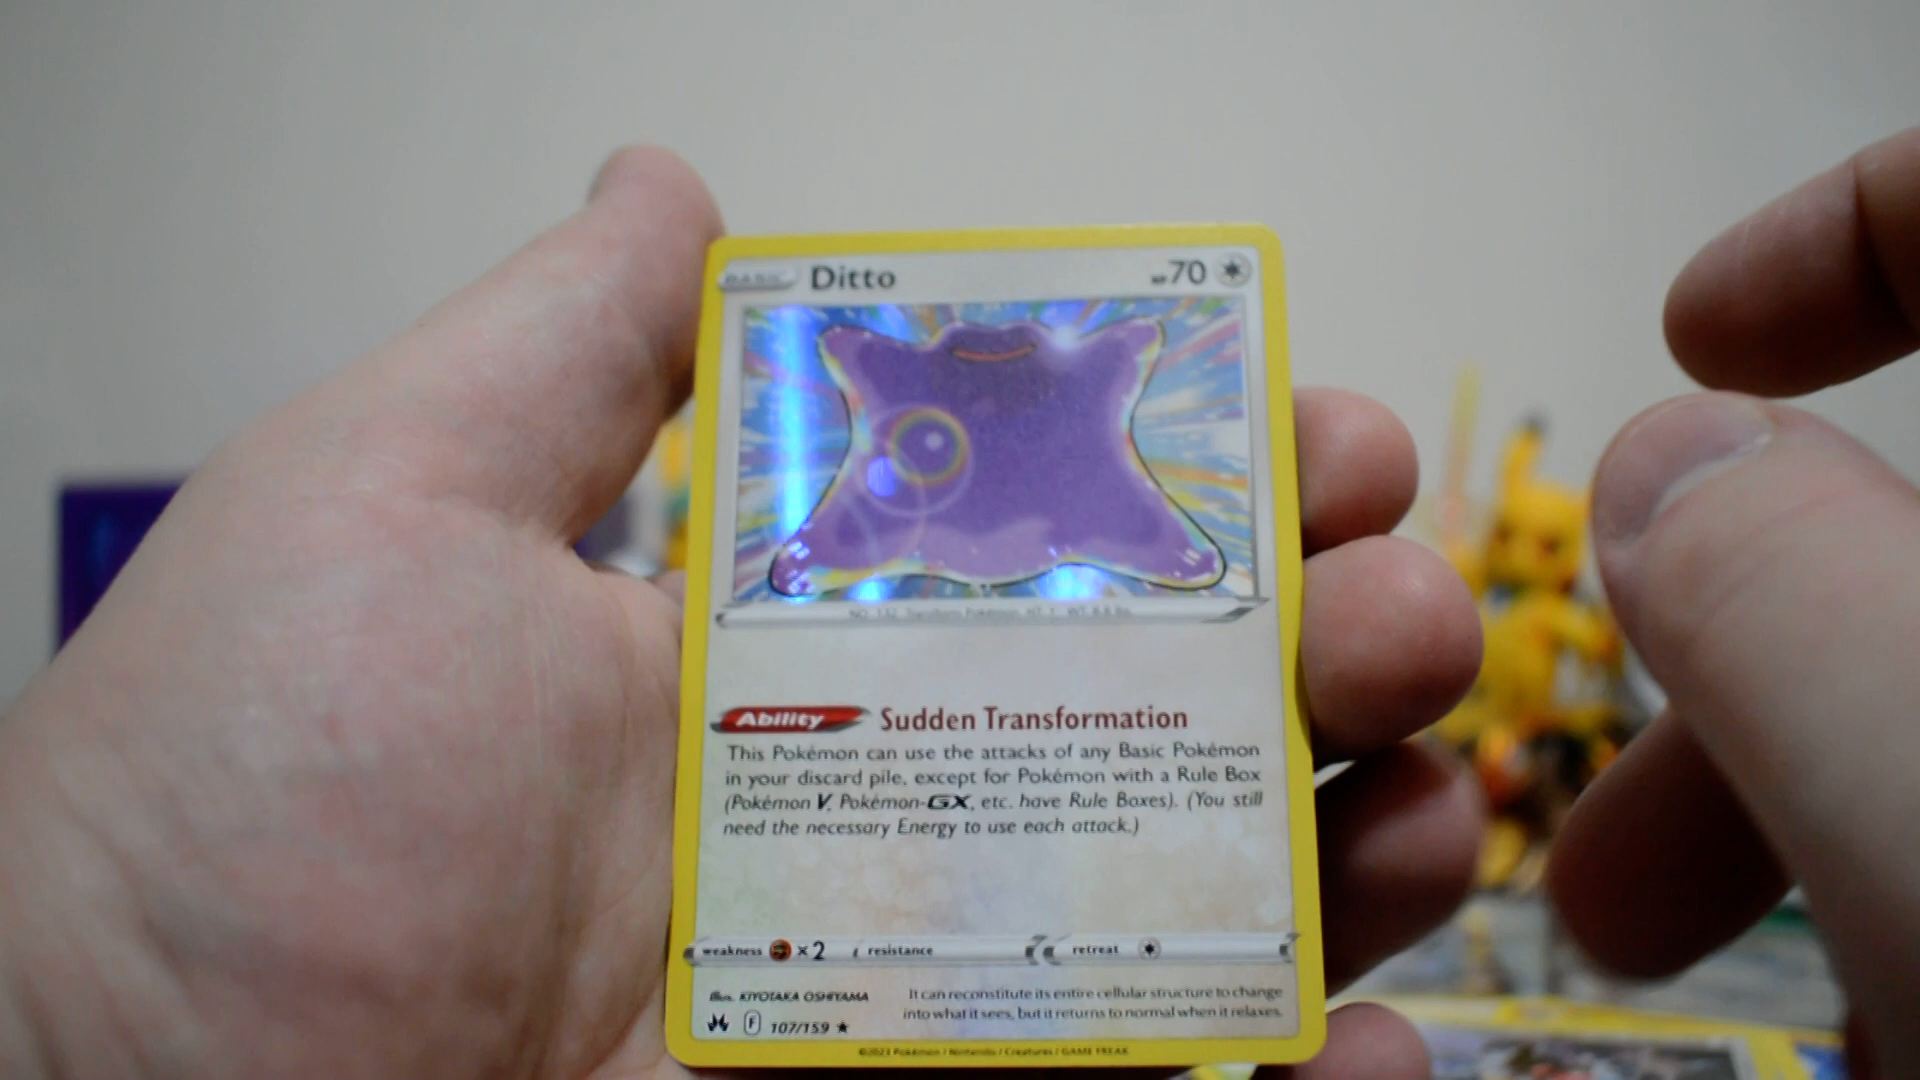 BASIC Ditto HP70
NO. 132 Transform Pokémon HT: 1' WT: 8.8 lbs.
Ability Sudden Transformation
This Pokémon can use the attacks of any Basic Pokémon
in your discard pile, except for Pokémon with a Rule Box
(Pokémon V, Pokémon-GX, etc. have Rule Boxes). (You still
need the necessary Energy to use each attack.)
weakness ×2 resistance retreat
Illus. KIYOTAKA OSHIYAMA
It can reconstitute its entire cellular structure to change
into what it sees, but it returns to normal when it relaxes.
F 107/159 ★
©2023 Pokémon / Nintendo / Creatures / GAME FREAK